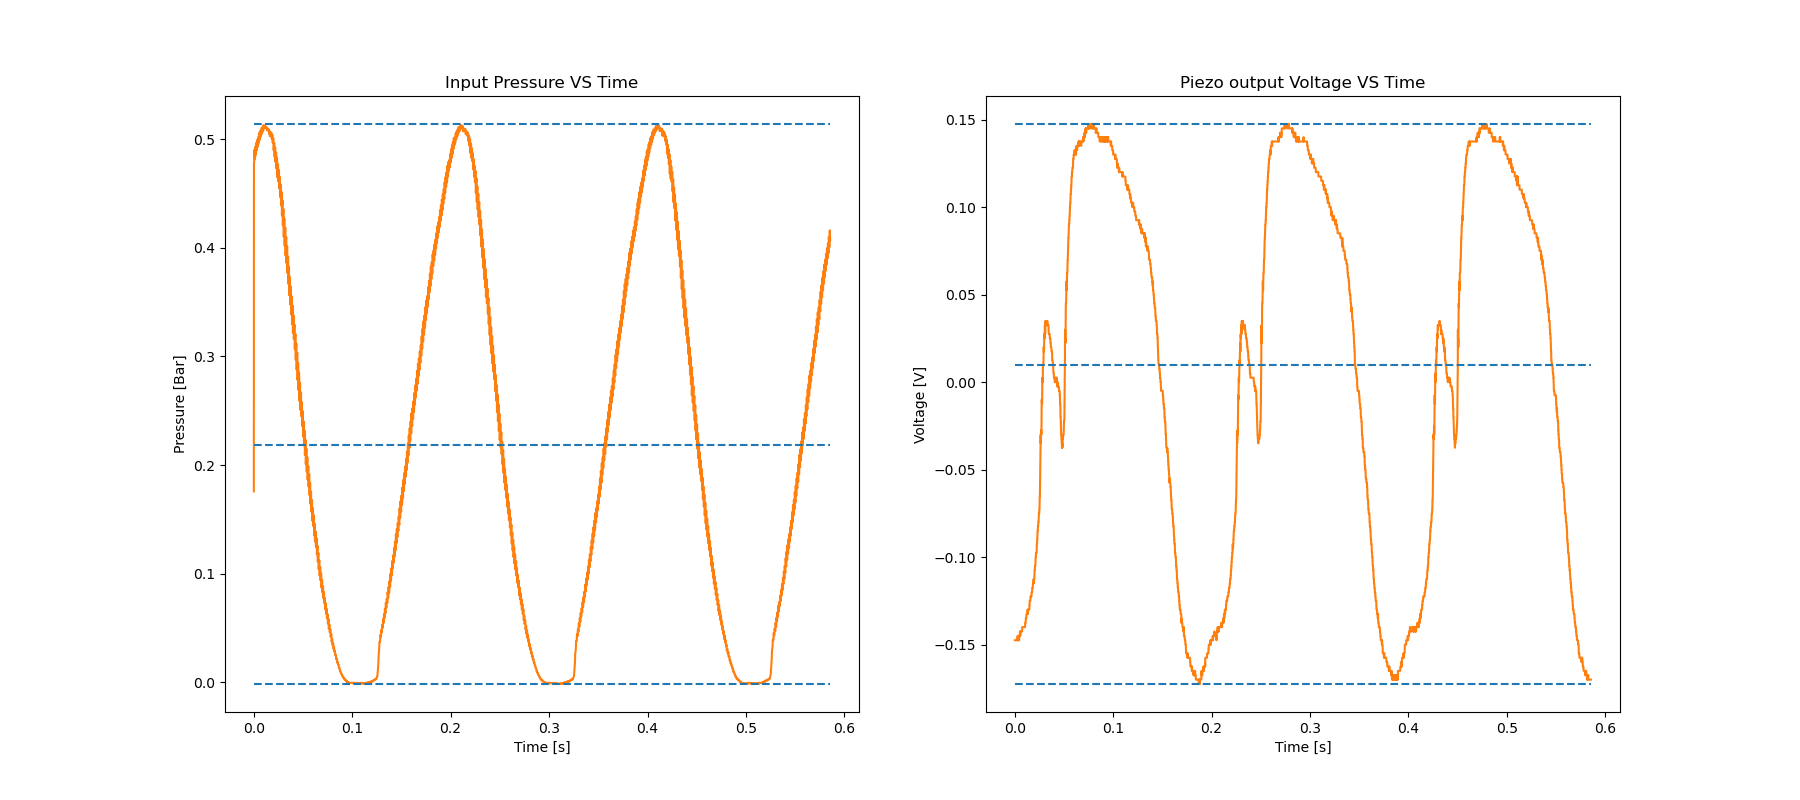 Input Pressure VS Time
Pressure [Bar]
0.5
0.4
0.3
0.2
0.1
0.0
0.0 0.1 0.2 0.3 0.4 0.5 0.6
Time [s]
Piezo output Voltage VS Time
Voltage [V]
0.15
0.10
0.05
0.00
−0.05
−0.10
−0.15
0.0 0.1 0.2 0.3 0.4 0.5 0.6
Time [s]